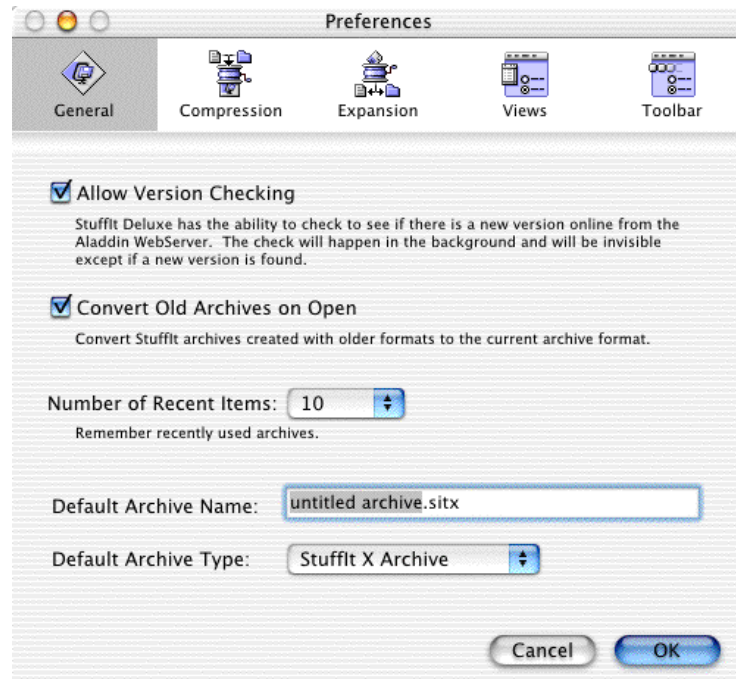 Preferences
General Compression Expansion Views Toolbar
Allow Version Checking
StuffIt Deluxe has the ability to check to see if there is a new version online from the
Aladdin WebServer. The check will happen in the background and will be invisible
except if a new version is found.
Convert Old Archives on Open
Convert StuffIt archives created with older formats to the current archive format.
Number of Recent Items: 10
Remember recently used archives.
Default Archive Name: untitled archive.sitx
Default Archive Type: StuffIt X Archive
Cancel OK